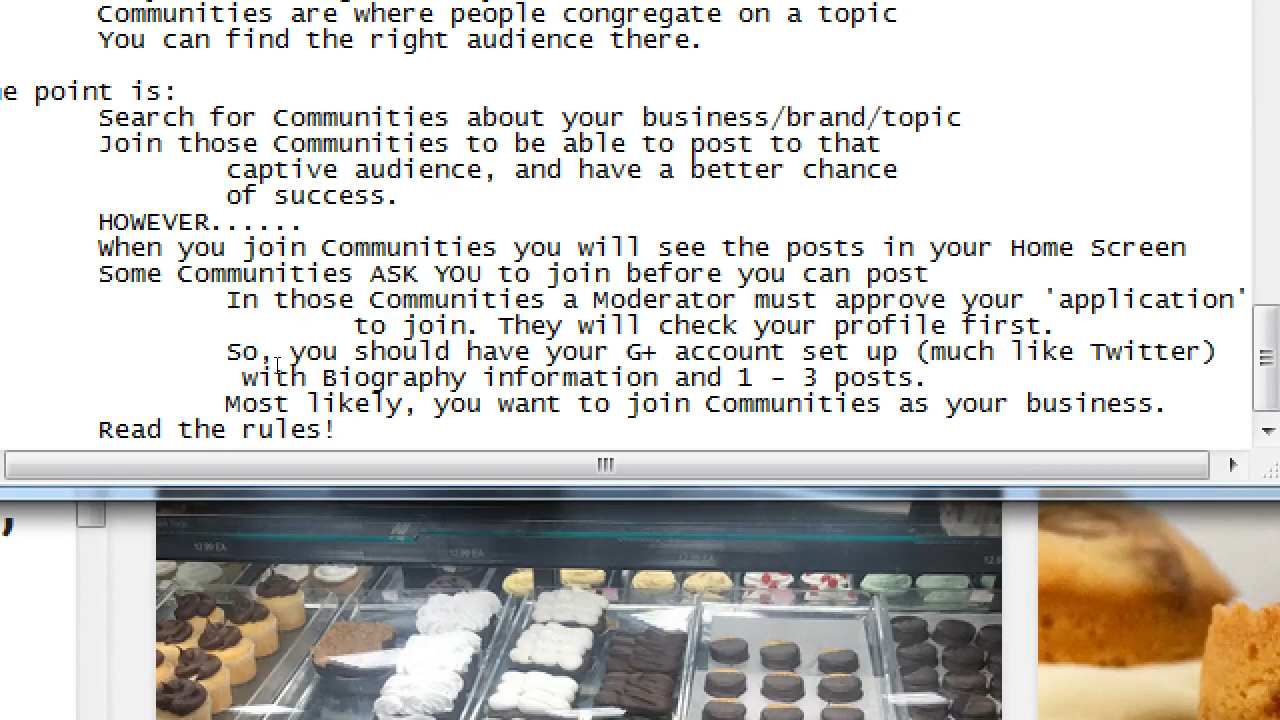 Communities are where people congregate on a topic
You can find the right audience there.
e point is:
Search for Communities about your business/brand/topic
Join those Communities to be able to post to that
captive audience, and have a better chance
of success.
HOWEVER......
When you join Communities you will see the posts in your Home Screen
Some Communities ASK YOU to join before you can post
In those Communities a Moderator must approve your 'application'
to join. They will check your profile first.
So, you should have your G+ account set up (much like Twitter)
with Biography information and 1 - 3 posts.
Most likely, you want to join Communities as your business.
Read the rules!
,